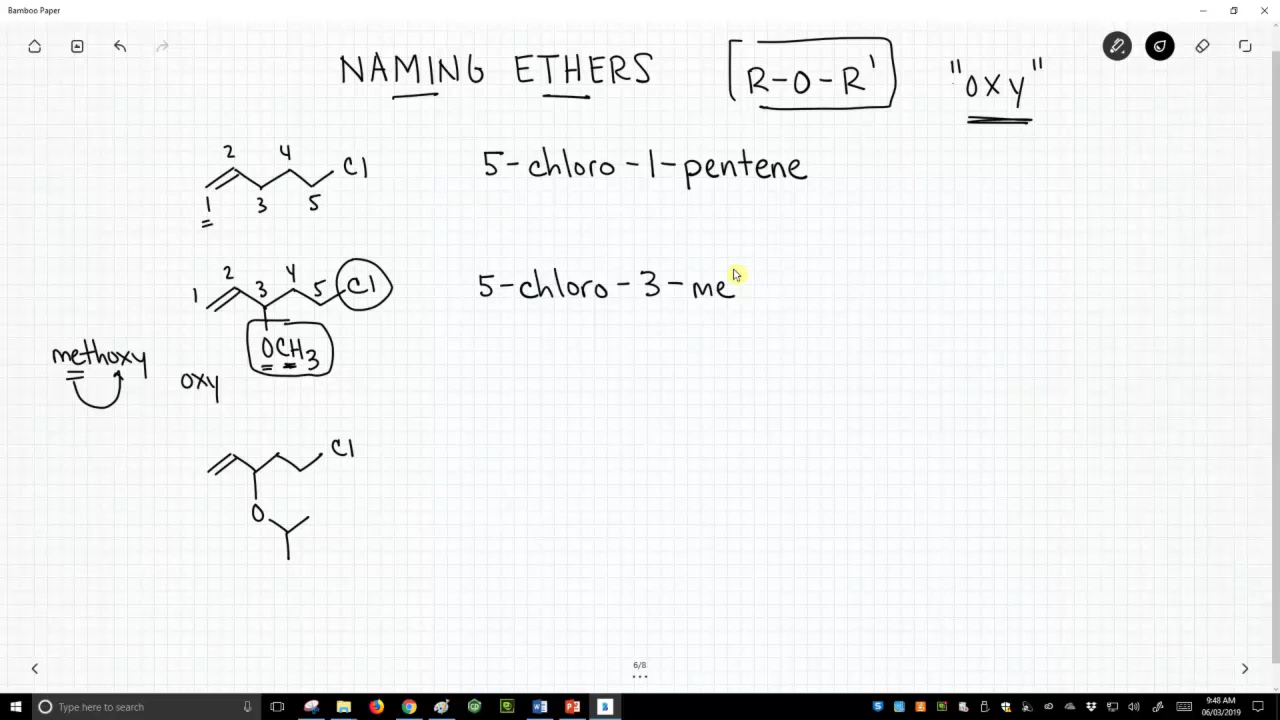 Bamboo Paper
NAMING ETHERS
R-O-R'
"oxy"
2 4 Cl
1 3 5
5-chloro-1-pentene
1 2 3 4 5 Cl
OCH3
5-chloro-3-me
methoxy
oxy
Cl
O
6/8
Type here to search
9:48 AM
06/03/2019